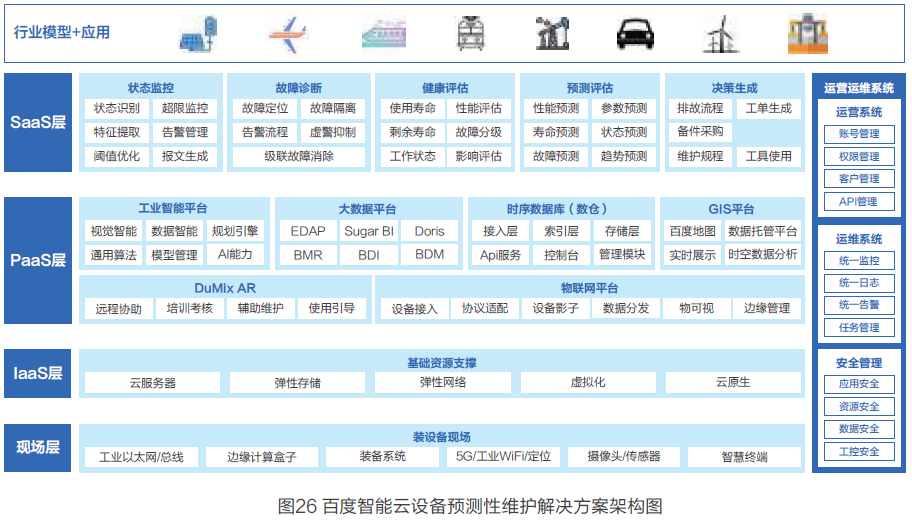 行业模型+应用
SaaS层
状态监控
状态识别 超限监控
特征提取 告警管理
阈值优化 报文生成
故障诊断
故障定位 故障隔离
告警流程 虚警抑制
级联故障消除
健康评估
使用寿命 性能评估
剩余寿命 故障分级
工作状态 影响评估
预测评估
性能预测 参数预测
寿命预测 状态预测
故障预测 趋势预测
决策生成
排故流程 工单生成
备件采购
维护规程 工具使用
PaaS层
工业智能平台
视觉智能 数据智能 规划引擎
通用算法 模型管理 AI能力
大数据平台
EDAP Sugar BI Doris
BMR BDI BDM
时序数据库（数仓）
接入层 索引层 存储层
Api服务 控制台 管理模块
GIS平台
百度地图 数据托管平台
实时展示 时空数据分析
DuMix AR
远程协助 培训考核 辅助维护 使用引导
物联网平台
设备接入 协议适配 设备影子 数据分发 物可视 边缘管理
IaaS层
基础资源支撑
云服务器 弹性存储 弹性网络 虚拟化 云原生
现场层
装设备现场
工业以太网/总线 边缘计算盒子 装备系统 5G/工业WiFi/定位 摄像头/传感器 智慧终端
运营运维系统
运营系统
账号管理
权限管理
客户管理
API管理
运维系统
统一监控
统一日志
统一告警
任务管理
安全管理
应用安全
资源安全
数据安全
工控安全
图26 百度智能云设备预测性维护解决方案架构图